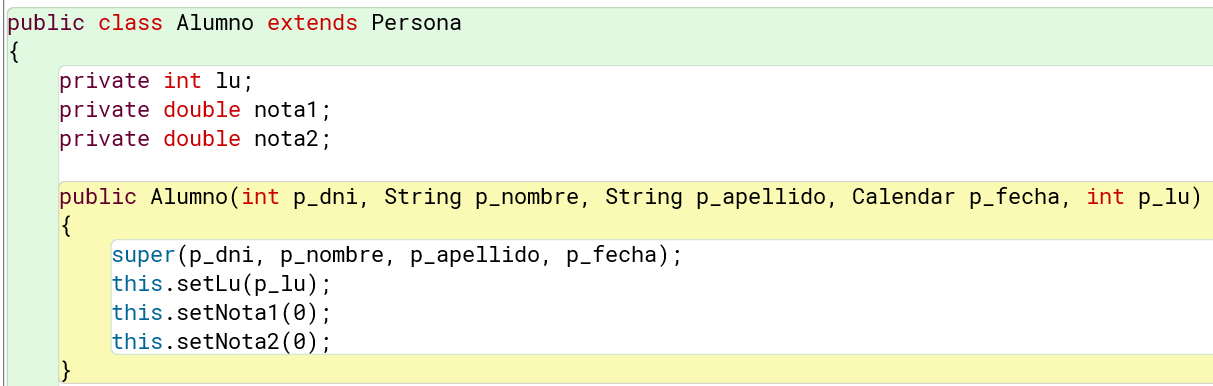 public class Alumno extends Persona
{
    private int lu;
    private double nota1;
    private double nota2;

    public Alumno(int p_dni, String p_nombre, String p_apellido, Calendar p_fecha, int p_lu)
    {
        super(p_dni, p_nombre, p_apellido, p_fecha);
        this.setLu(p_lu);
        this.setNota1(0);
        this.setNota2(0);
    }